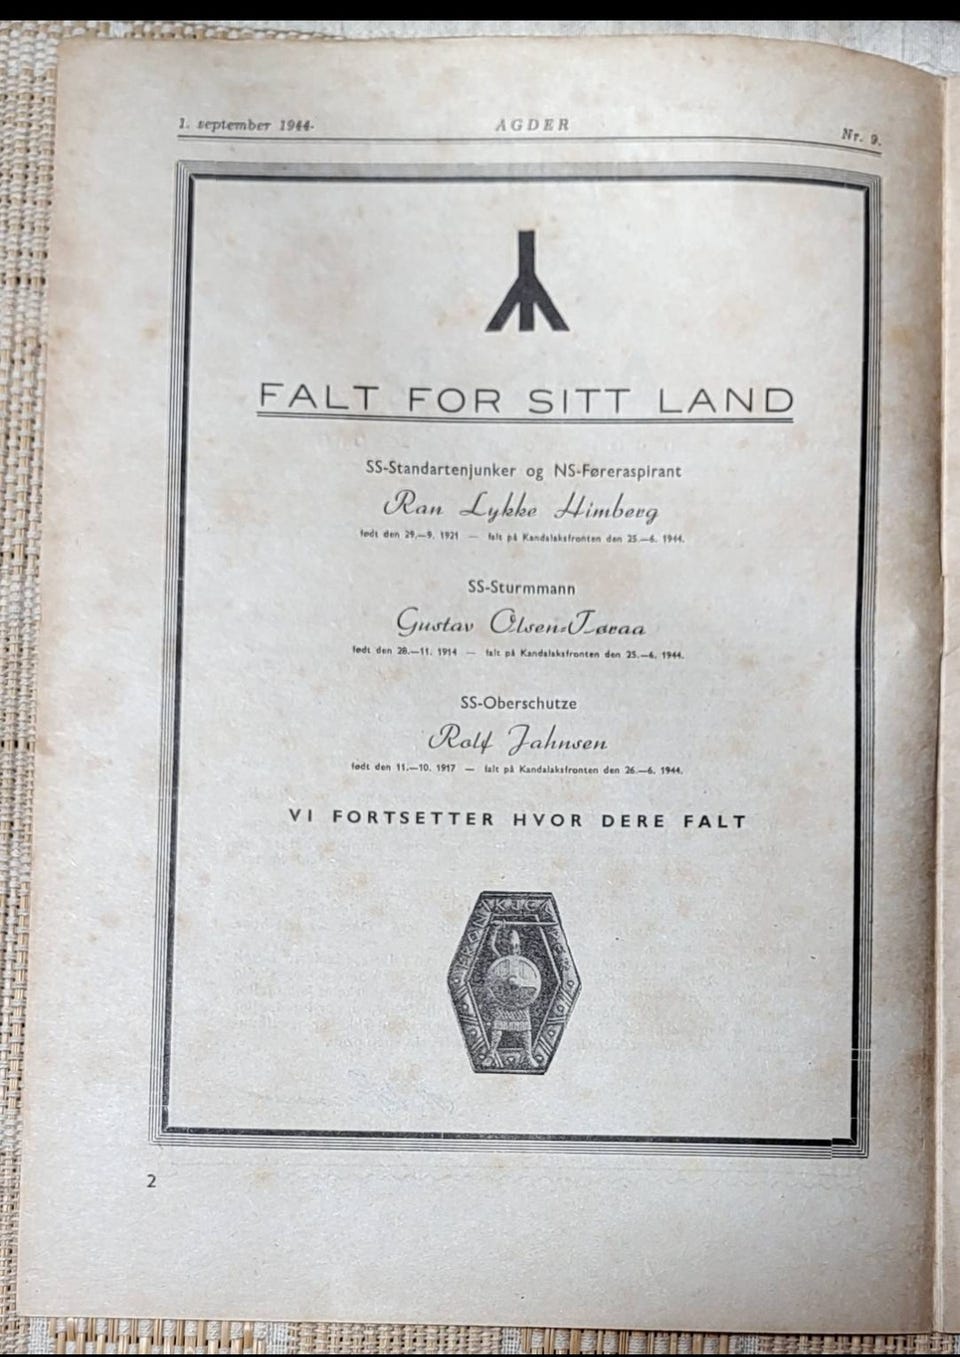 1. september 1944.
AGDER
Nr. 9.
FALT FOR SITT LAND
SS-Standartenjunker og NS-Føreraspirant
Ran Lykke Himberg
født den 29.—9. 1921 — falt på Kandalaksfronten den 25.—6. 1944.
SS-Sturmmann
Gustav Olsen-Tøraa
født den 28.—11. 1914 — falt på Kandalaksfronten den 25.—6. 1944.
SS-Oberschutze
Rolf Jahnsen
født den 11.—10. 1917 — falt på Kandalaksfronten den 26.—6. 1944.
VI FORTSETTER HVOR DERE FALT
2